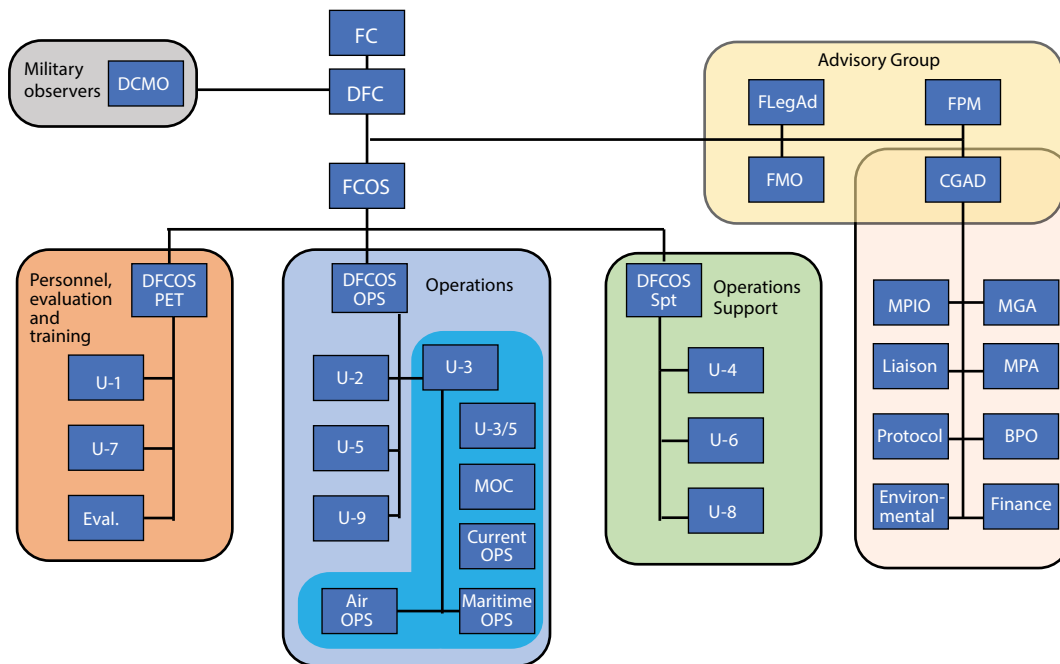 FC
Military
observers
DCMO
DFC
Advisory Group
FLegAd
FPM
FCOS
FMO
CGAD
Personnel,
evaluation
and
training
DFCOS
PET
U-1
U-7
Eval.
DFCOS
OPS
Operations
U-2
U-3
U-5
U-3/5
U-9
MOC
Current
OPS
Air
OPS
Maritime
OPS
DFCOS
Spt
Operations
Support
U-4
U-6
U-8
MPIO
MGA
Liaison
MPA
Protocol
BPO
Environ-
mental
Finance